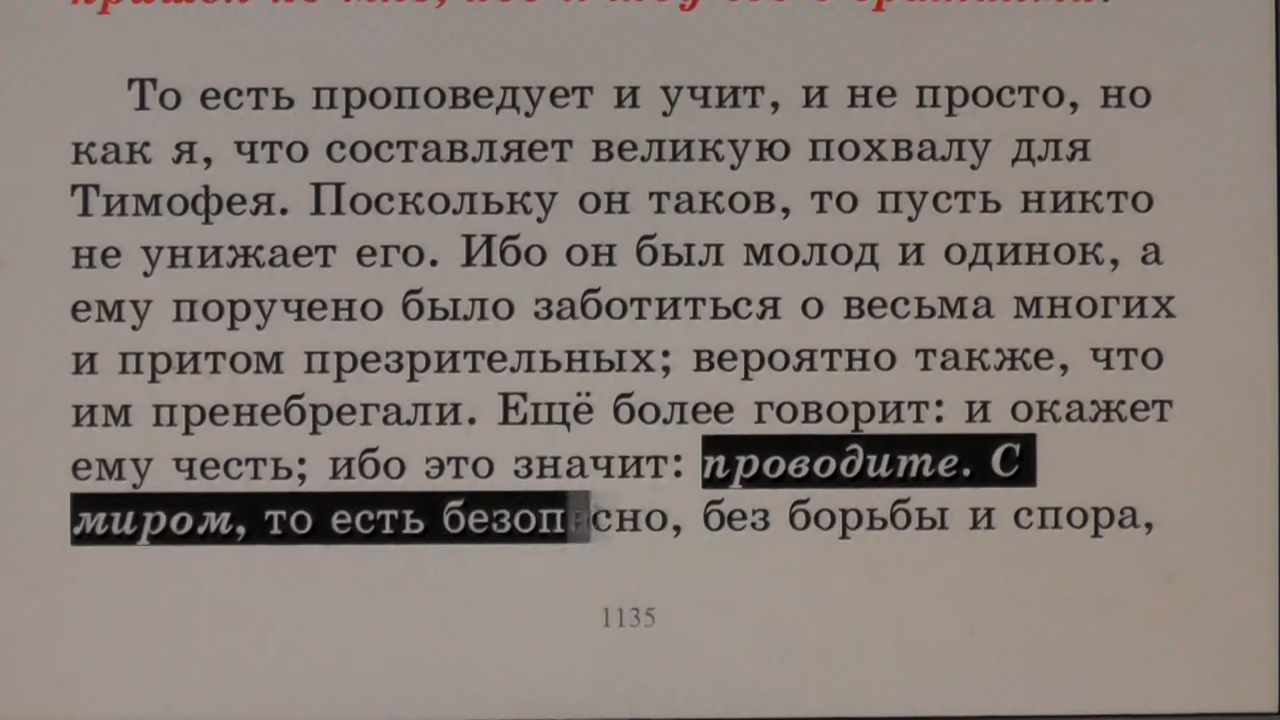 То есть проповедует и учит, и не просто, но
как я, что составляет великую похвалу для
Тимофея. Поскольку он таков, то пусть никто
не унижает его. Ибо он был молод и одинок, а
ему поручено было заботиться о весьма многих
и притом презрительных; вероятно также, что
им пренебрегали. Ещё более говорит: и окажет
ему честь; ибо это значит: проводите. С
миром, то есть безопасно, без борьбы и спора,
1135